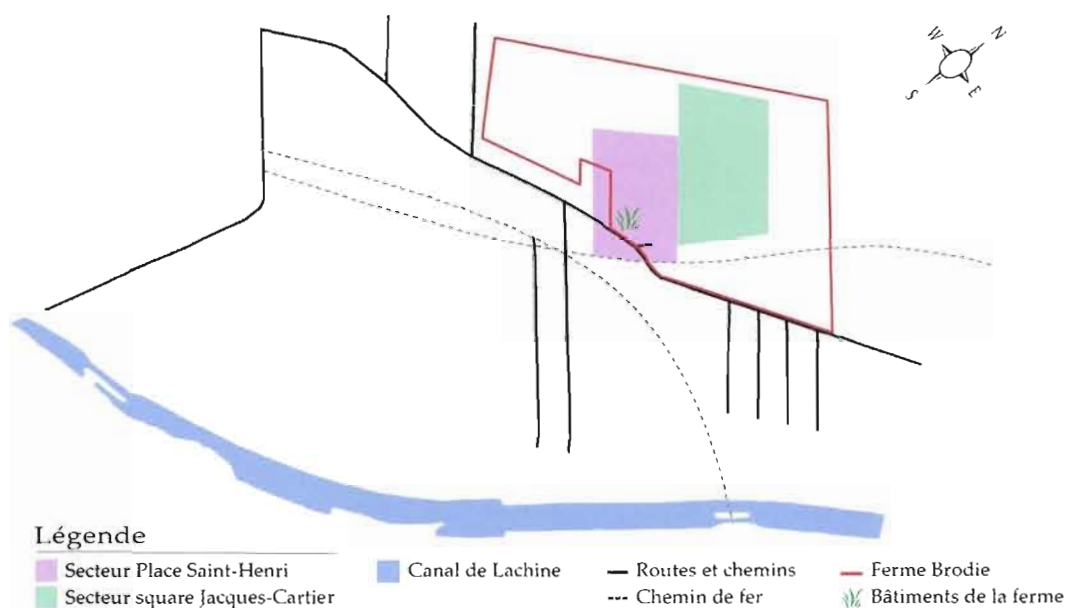 W
N
S
E
Légende
Secteur Place Saint-Henri
Canal de Lachine
Routes et chemins
Ferme Brodie
Secteur square Jacques-Cartier
Chemin de fer
Bâtiments de la ferme